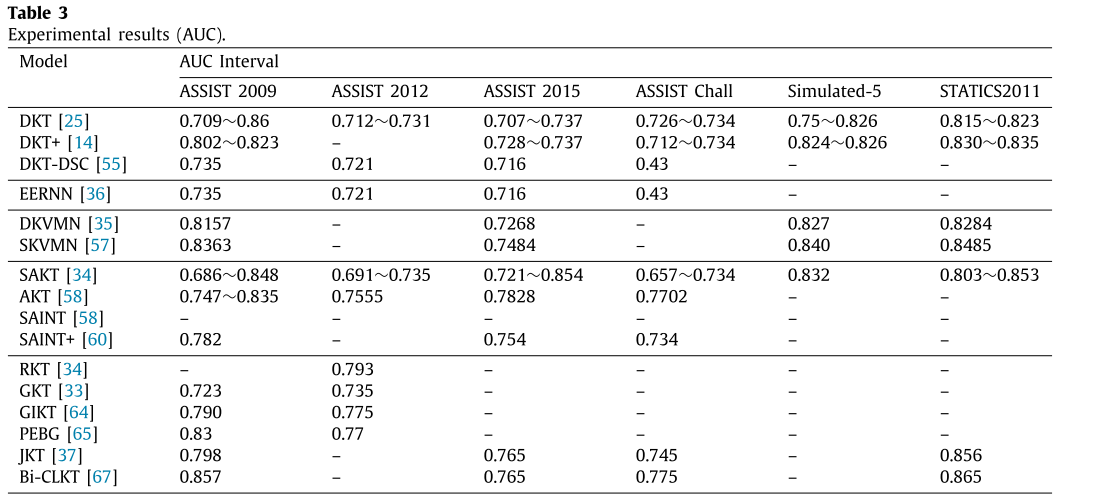 Table 3
Experimental results (AUC).
Model AUC Interval
ASSIST 2009 ASSIST 2012 ASSIST 2015 ASSIST Chall Simulated-5 STATICS2011
DKT [25] 0.709∼0.86 0.712∼0.731 0.707∼0.737 0.726∼0.734 0.75∼0.826 0.815∼0.823
DKT+ [14] 0.802∼0.823 – 0.728∼0.737 0.712∼0.734 0.824∼0.826 0.830∼0.835
DKT-DSC [55] 0.735 0.721 0.716 0.43 – –
EERNN [36] 0.735 0.721 0.716 0.43 – –
DKVMN [35] 0.8157 – 0.7268 – 0.827 0.8284
SKVMN [57] 0.8363 – 0.7484 – 0.840 0.8485
SAKT [34] 0.686∼0.848 0.691∼0.735 0.721∼0.854 0.657∼0.734 0.832 0.803∼0.853
AKT [58] 0.747∼0.835 0.7555 0.7828 0.7702 – –
SAINT [58] – – – – – –
SAINT+ [60] 0.782 – 0.754 0.734 – –
RKT [34] – 0.793 – – – –
GKT [33] 0.723 0.735 – – – –
GIKT [64] 0.790 0.775 – – – –
PEBG [65] 0.83 0.77 – – – –
JKT [37] 0.798 – 0.765 0.745 – 0.856
Bi-CLKT [67] 0.857 – 0.765 0.775 – 0.865